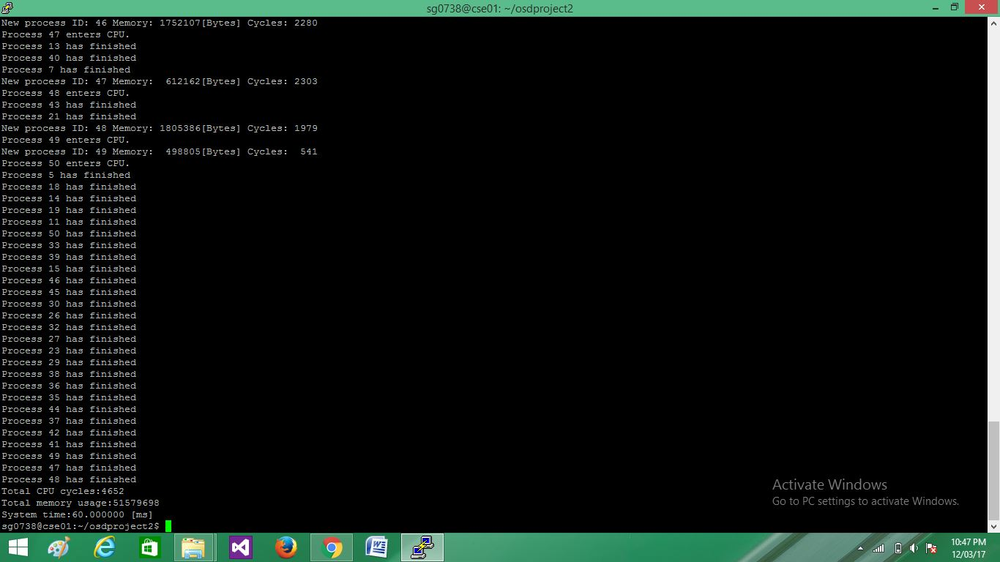 sg0738@cse01: ~/osdproject2
New process ID: 46 Memory: 1752107[Bytes] Cycles: 2280
Process 47 enters CPU.
Process 13 has finished
Process 40 has finished
Process 7 has finished
New process ID: 47 Memory:  612162[Bytes] Cycles: 2303
Process 48 enters CPU.
Process 43 has finished
Process 21 has finished
New process ID: 48 Memory: 1805386[Bytes] Cycles: 1979
Process 49 enters CPU.
New process ID: 49 Memory:  498805[Bytes] Cycles:  541
Process 50 enters CPU.
Process 5 has finished
Process 18 has finished
Process 14 has finished
Process 19 has finished
Process 11 has finished
Process 50 has finished
Process 33 has finished
Process 39 has finished
Process 15 has finished
Process 46 has finished
Process 45 has finished
Process 30 has finished
Process 26 has finished
Process 32 has finished
Process 27 has finished
Process 23 has finished
Process 29 has finished
Process 38 has finished
Process 36 has finished
Process 35 has finished
Process 44 has finished
Process 37 has finished
Process 42 has finished
Process 41 has finished
Process 49 has finished
Process 47 has finished
Process 48 has finished
Total CPU cycles:4652
Total memory usage:51579698
System time:60.000000 [ms]
sg0738@cse01:~/osdproject2$
Activate Windows
Go to PC settings to activate Windows.
10:47 PM
12/03/17